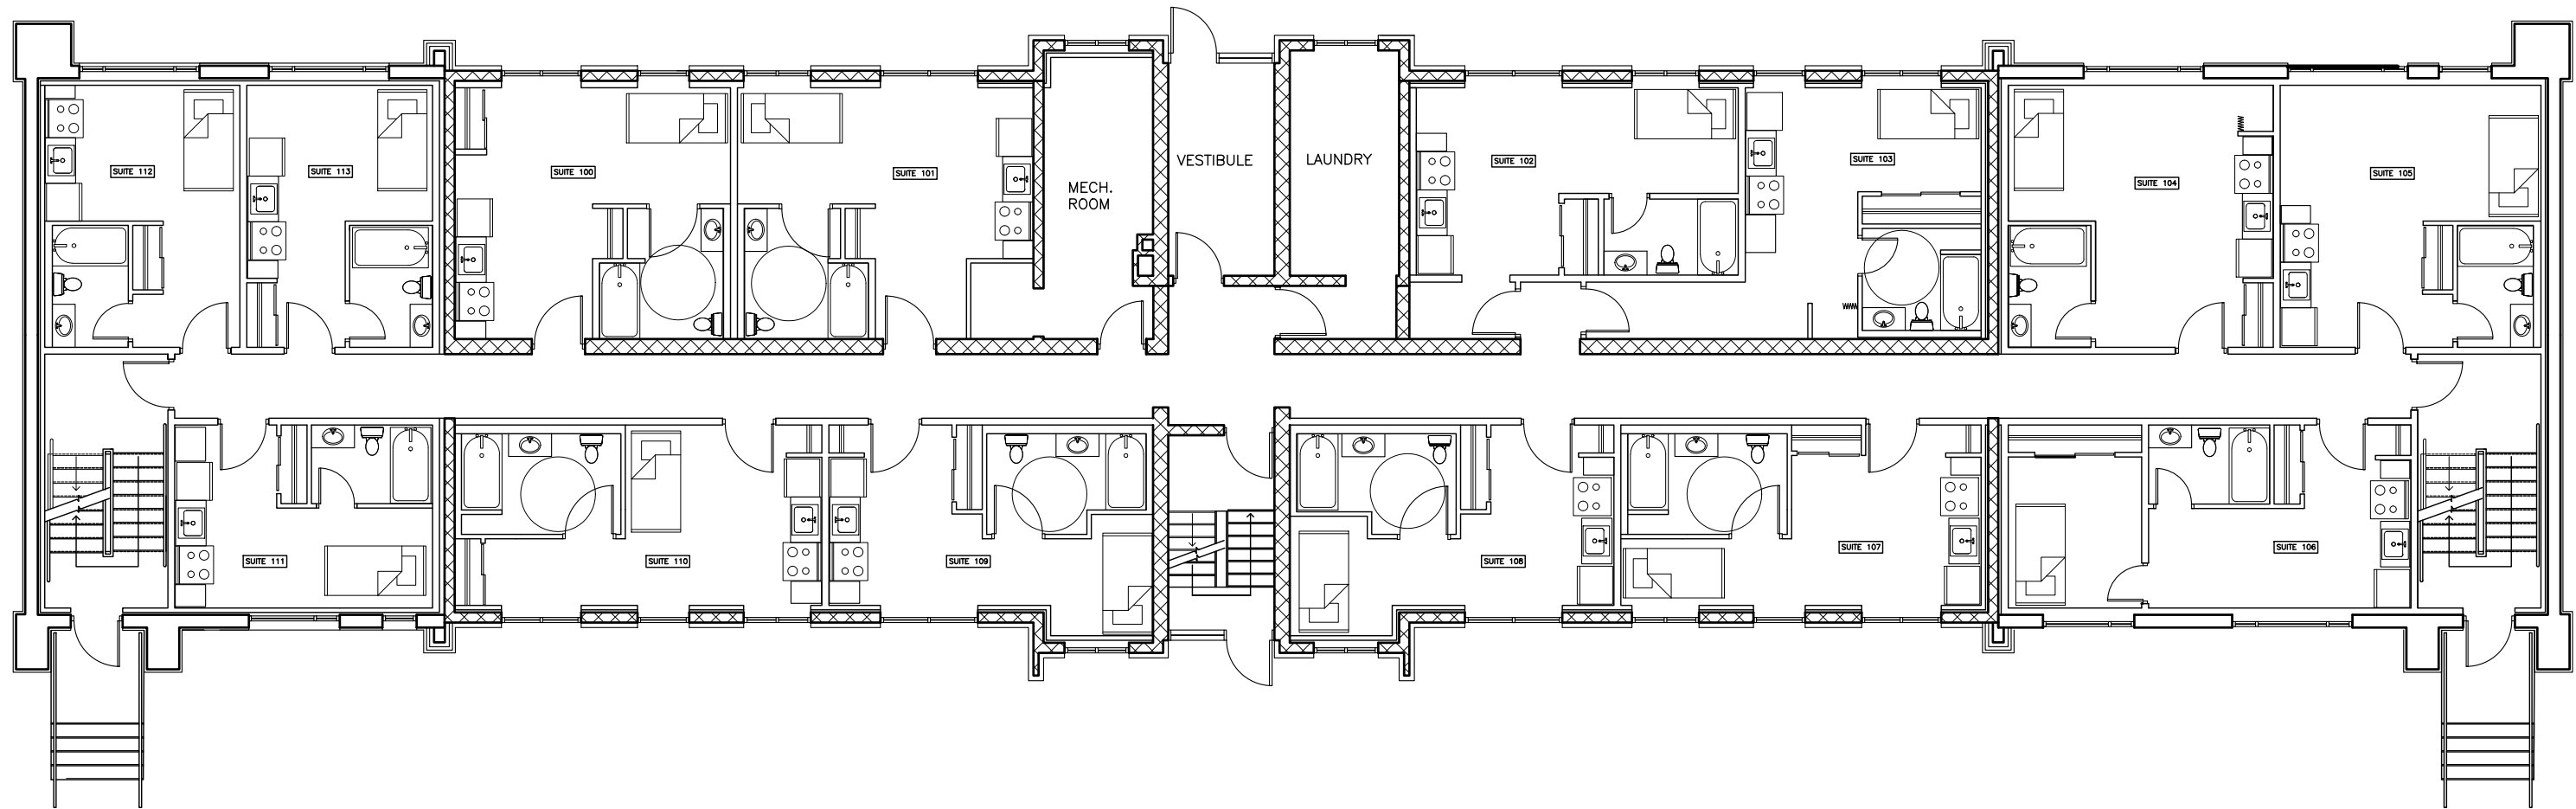 VESTIBULE
LAUNDRY
SUITE 112
SUITE 113
SUITE 100
SUITE 101
MECH.
ROOM
SUITE 102
SUITE 103
SUITE 104
SUITE 105
SUITE 111
SUITE 110
SUITE 109
SUITE 108
SUITE 107
SUITE 106